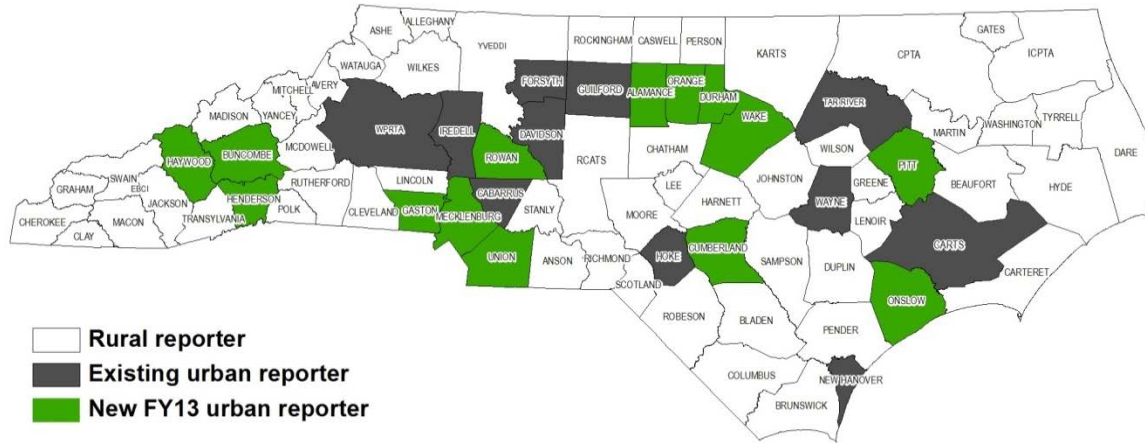 ASHE
ALLEGHANY
YVEDDI
ROCKINGHAM
CASWELL
PERSON
KARTS
CPTA
GATES
ICPTA
WATAUGA
WILKES
AVERY
MITCHELL
YANCEY
MADISON
FORSYTH
GUILFORD
ALAMANCE
ORANGE
DURHAM
WAKE
TAR RIVER
MARTIN
WASHINGTON
TYRRELL
DARE
HAYWOOD
BUNCOMBE
MCDOWELL
WPRTA
IREDELL
DAVIDSON
ROWAN
RCATS
CHATHAM
WILSON
PITT
BEAUFORT
HYDE
GRAHAM
SWAIN
EBCI
JACKSON
HENDERSON
RUTHERFORD
POLK
LINCOLN
CABARRUS
STANLY
LEE
JOHNSTON
GREENE
CHEROKEE
CLAY
MACON
TRANSYLVANIA
CLEVELAND
GASTON
MECKLENBURG
MOORE
HARNETT
WAYNE
LENOIR
UNION
ANSON
RICHMOND
HOKE
CUMBERLAND
SAMPSON
DUPLIN
CARTS
CARTERET
SCOTLAND
ROBESON
BLADEN
PENDER
ONSLOW
COLUMBUS
NEW HANOVER
BRUNSWICK
Rural reporter
Existing urban reporter
New FY13 urban reporter